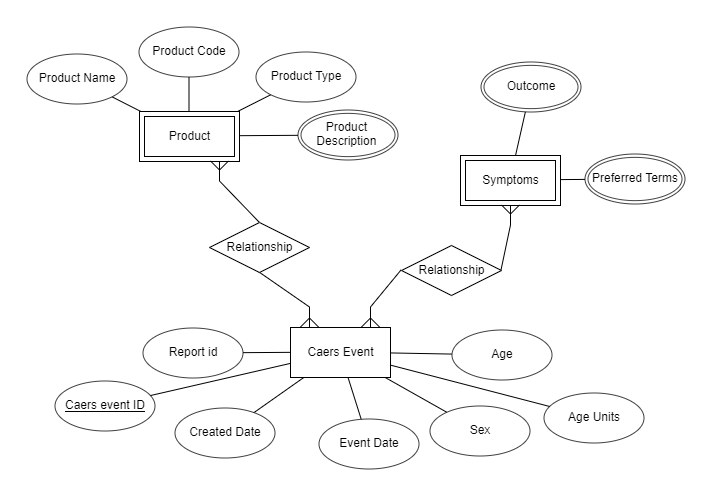 Product Code
Product Name
Product Type
Outcome
Product
Product
Description
Symptoms
Preferred Terms
Relationship
Relationship
Report id
Caers Event
Age
Caers event ID
Created Date
Event Date
Sex
Age Units